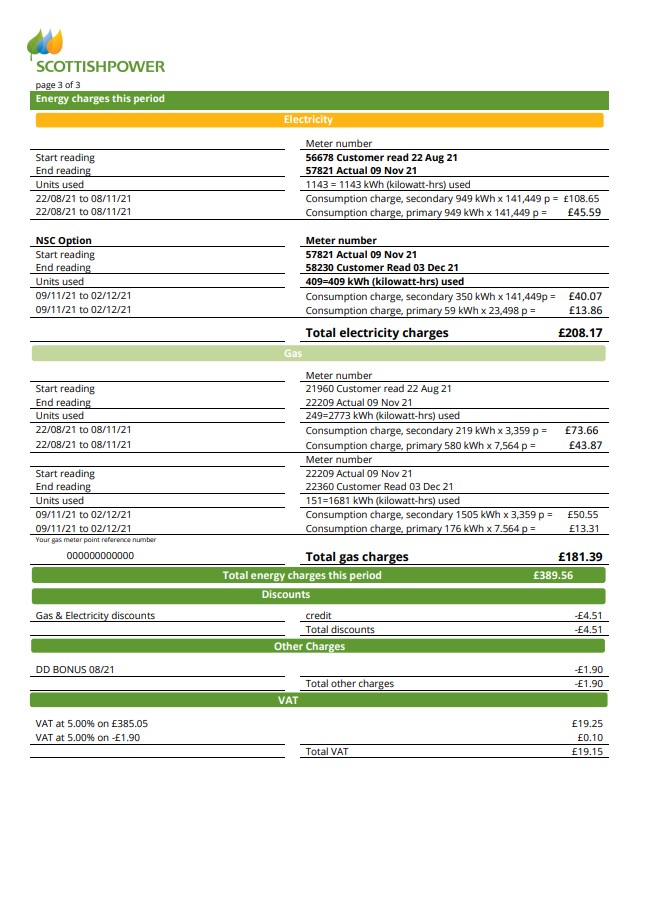 SCOTTISHPOWER
page 3 of 3
Energy charges this period
Electricity
Meter number
Start reading 56678 Customer read 22 Aug 21
End reading 57821 Actual 09 Nov 21
Units used 1143 = 1143 kWh (kilowatt-hrs) used
22/08/21 to 08/11/21 Consumption charge, secondary 949 kWh x 141,449 p = £108.65
22/08/21 to 08/11/21 Consumption charge, primary 949 kWh x 141,449 p = £45.59
NSC Option Meter number
Start reading 57821 Actual 09 Nov 21
End reading 58230 Customer Read 03 Dec 21
Units used 409=409 kWh (kilowatt-hrs) used
09/11/21 to 02/12/21 Consumption charge, secondary 350 kWh x 141,449p = £40.07
09/11/21 to 02/12/21 Consumption charge, primary 59 kWh x 23,498 p = £13.86
Total electricity charges £208.17
Gas
Meter number
Start reading 21960 Customer read 22 Aug 21
End reading 22209 Actual 09 Nov 21
Units used 249=2773 kWh (kilowatt-hrs) used
22/08/21 to 08/11/21 Consumption charge, secondary 219 kWh x 3,359 p = £73.66
22/08/21 to 08/11/21 Consumption charge, primary 580 kWh x 7,564 p = £43.87
Meter number
Start reading 22209 Actual 09 Nov 21
End reading 22360 Customer Read 03 Dec 21
Units used 151=1681 kWh (kilowatt-hrs) used
09/11/21 to 02/12/21 Consumption charge, secondary 1505 kWh x 3,359 p = £50.55
09/11/21 to 02/12/21 Consumption charge, primary 176 kWh x 7.564 p = £13.31
Your gas meter point reference number
000000000000 Total gas charges £181.39
Total energy charges this period £389.56
Discounts
Gas & Electricity discounts credit -£4.51
Total discounts -£4.51
Other Charges
DD BONUS 08/21 -£1.90
Total other charges -£1.90
VAT
VAT at 5.00% on £385.05 £19.25
VAT at 5.00% on -£1.90 £0.10
Total VAT £19.15